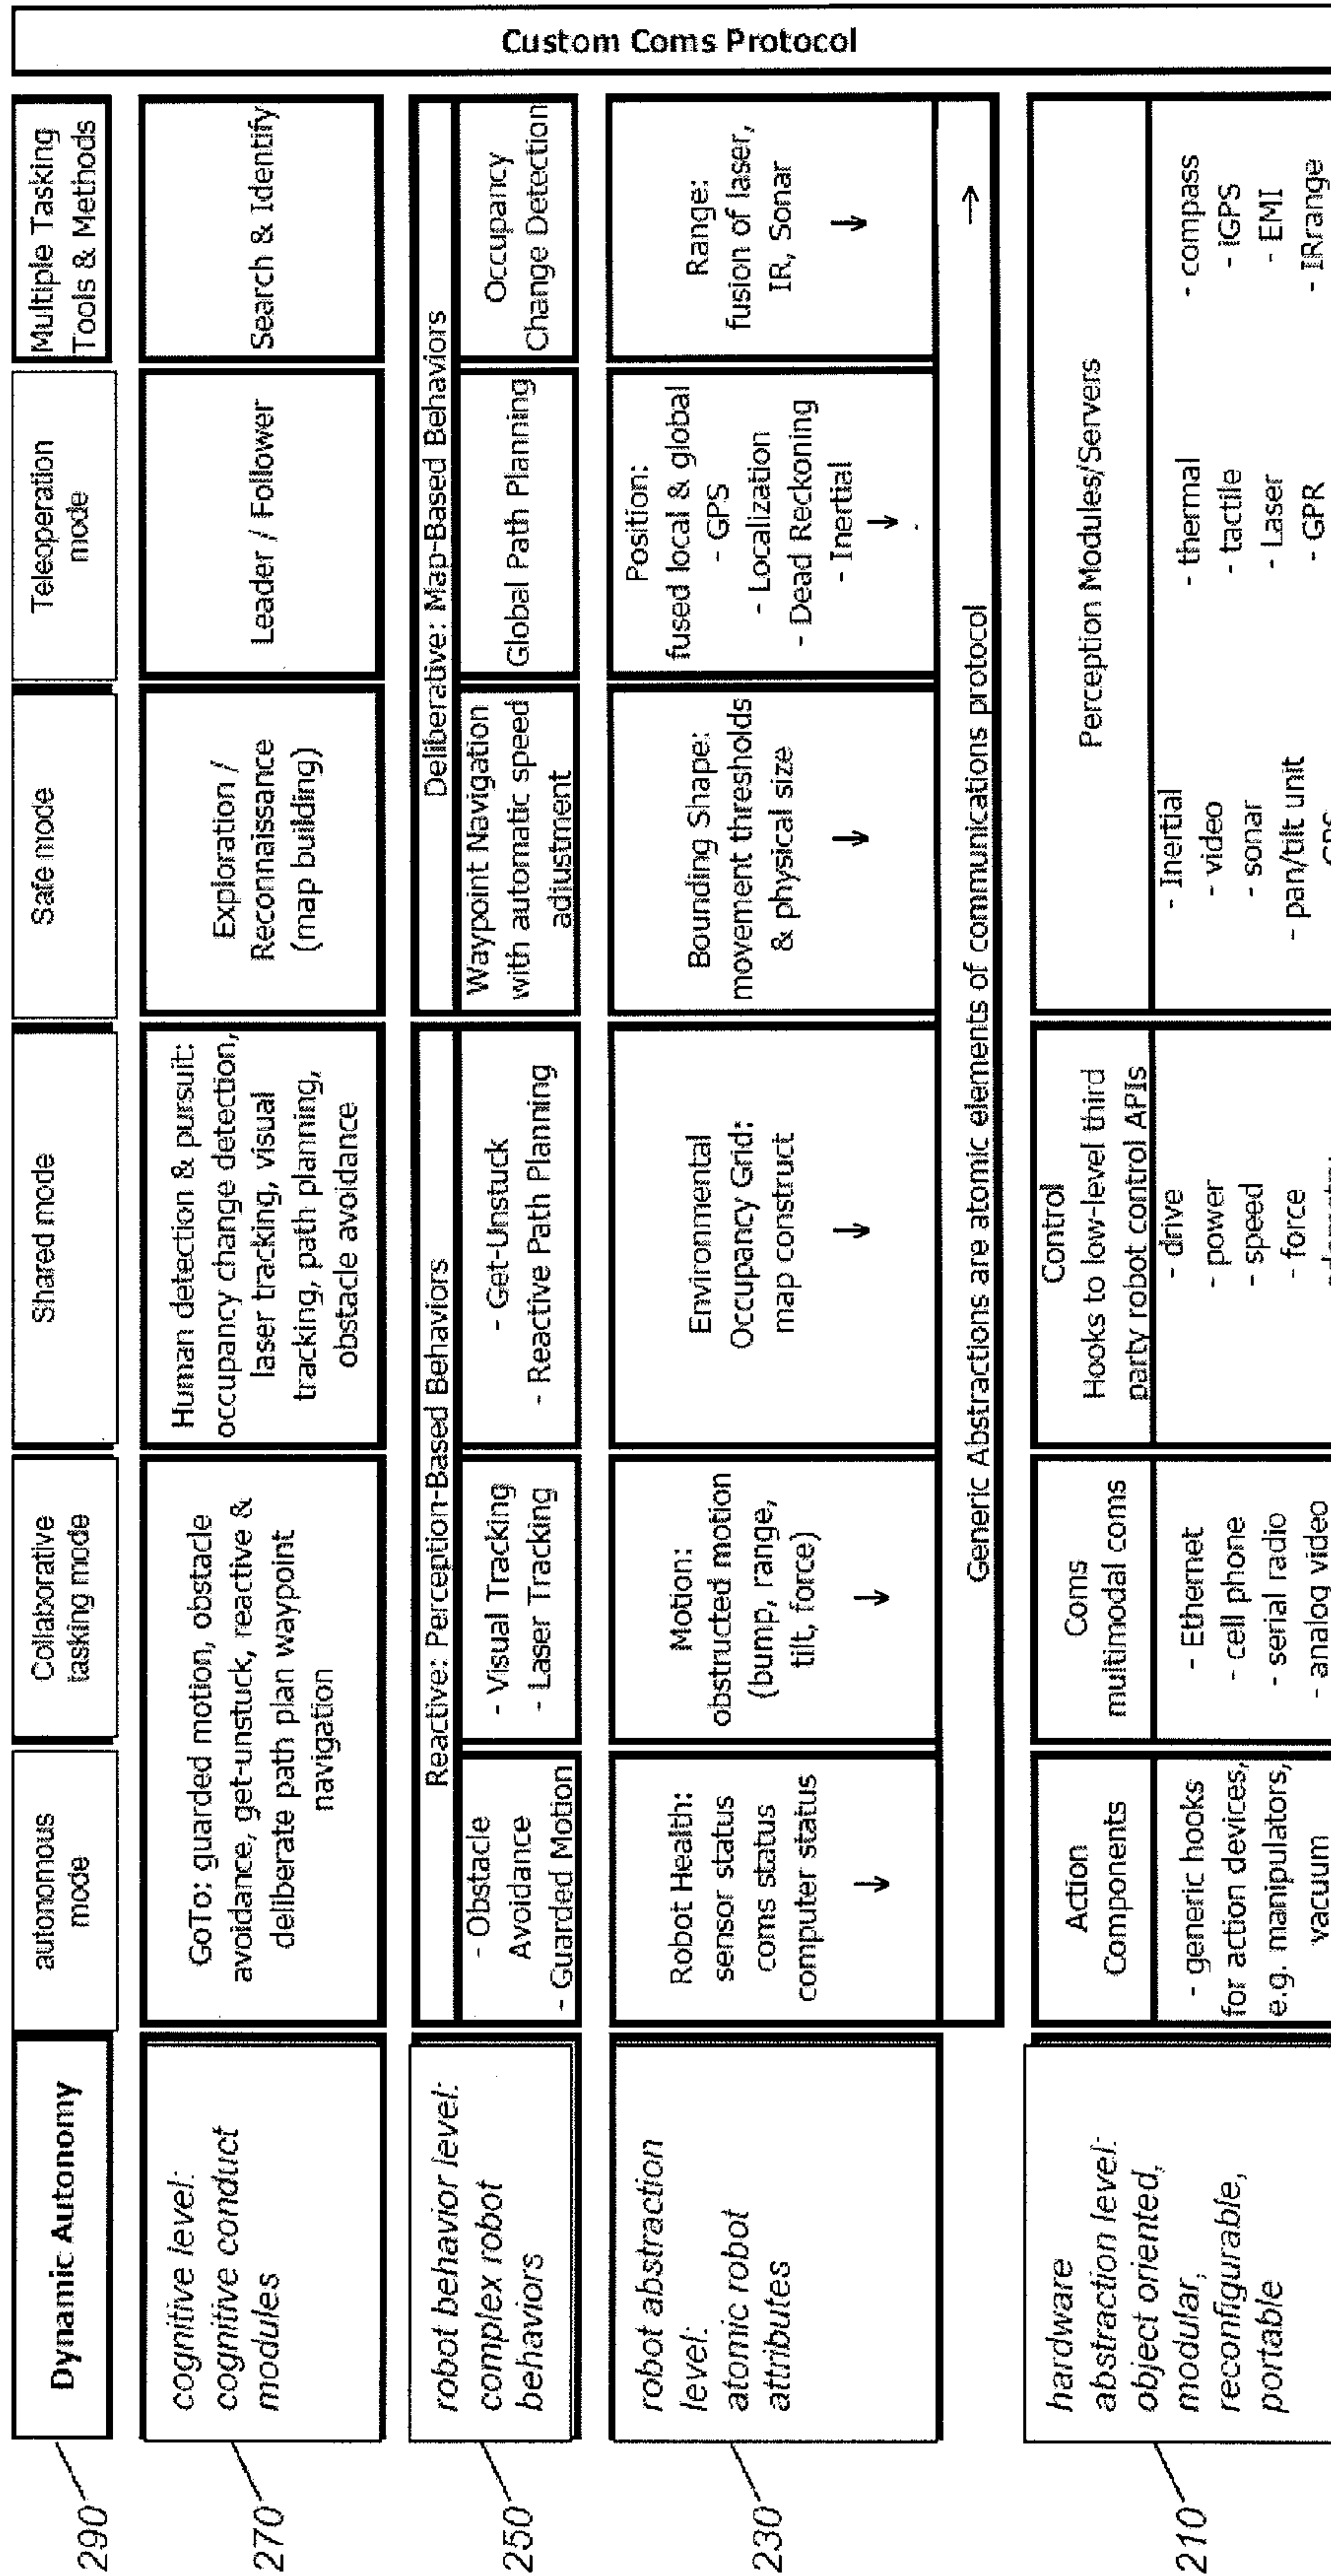 290
Dynamic Autonomy
autonomous
mode
Collaborative
tasking mode
Shared mode
Safe mode
Teleoperation
mode
Multiple Tasking
Tools & Methods
270
cognitive level:
cognitive conduct
modules
GoTo: guarded motion, obstacle
avoidance, get-unstuck, reactive &
deliberate path plan waypoint
navigation
Human detection & pursuit:
occupancy change detection,
laser tracking, visual
tracking, path planning,
obstacle avoidance
Exploration /
Reconnaissance
(map building)
Leader / Follower
Search & Identify
250
robot behavior level:
complex robot
behaviors
Reactive: Perception-Based Behaviors
- Obstacle
Avoidance
- Guarded Motion
- Visual Tracking
- Laser Tracking
- Get-Unstuck
- Reactive Path Planning
Deliberative: Map-Based Behaviors
Waypoint Navigation
with automatic speed
adjustment
Global Path Planning
Occupancy
Change Detection
230
robot abstraction
level:
atomic robot
attributes
Robot Health:
sensor status
coms status
computer status
↓
Motion:
obstructed motion
(bump, range,
tilt, force)
↓
Environmental
Occupancy Grid:
map construct
↓
Bounding Shape:
movement thresholds
& physical size
↓
Position:
fused local & global
- GPS
- Localization
- Dead Reckoning
- Inertial
↓
Range:
fusion of laser,
IR, Sonar
↓
Generic Abstractions are atomic elements of communications protocol →
210
hardware
abstraction level:
object oriented,
modular,
reconfigurable,
portable
Action
Components
- generic hooks
for action devices,
e.g. manipulators,
vacuum
Coms
multimodal coms
- Ethernet
- cell phone
- serial radio
- analog video
Control
Hooks to low-level third
party robot control APIs
- drive
- power
- speed
- force
Perception Modules/Servers
- Inertial
- video
- sonar
- pan/tilt unit
- thermal
- tactile
- Laser
- GPR
- compass
- iGPS
- EMI
- IRrange
Custom Coms Protocol